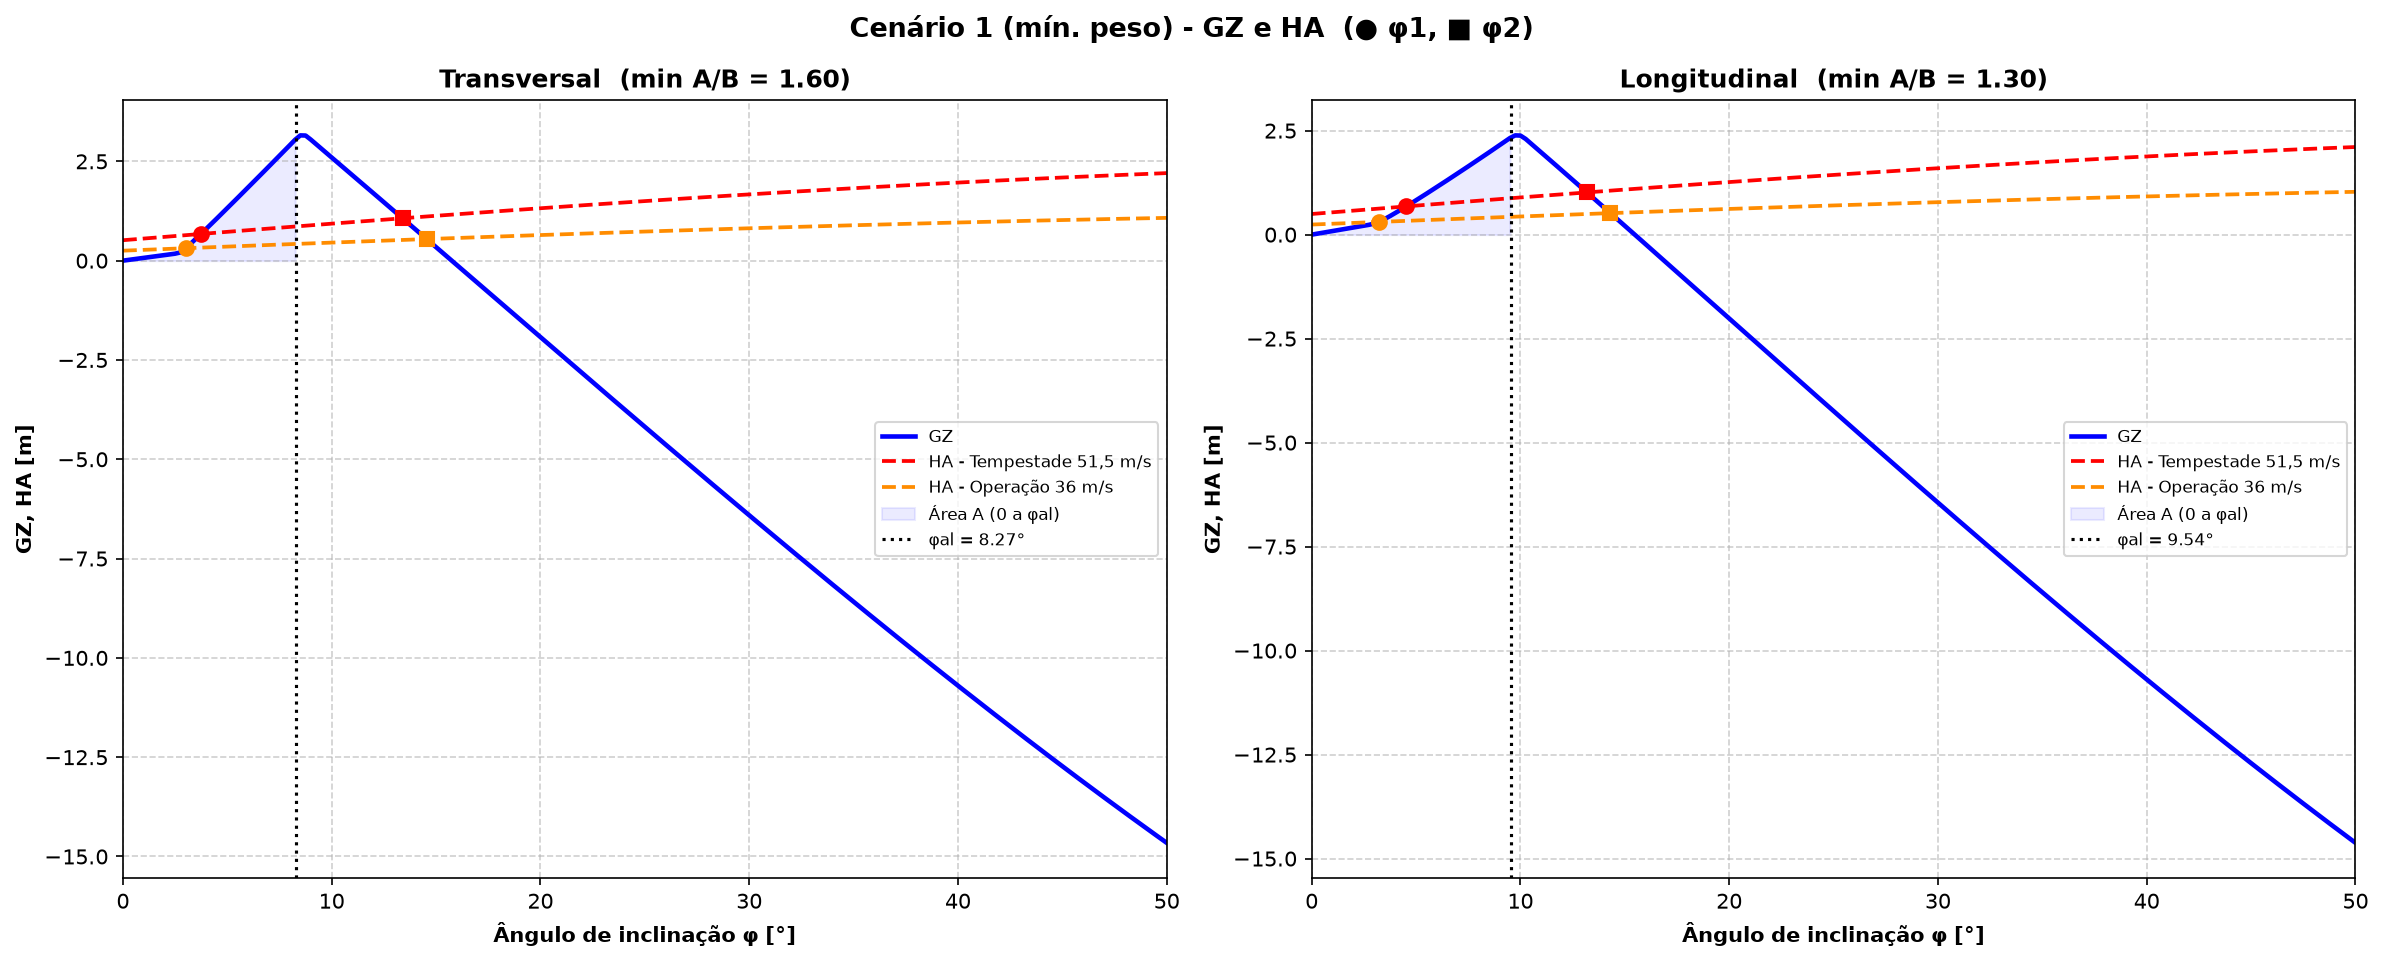 Cenário 1 (mín. peso) - GZ e HA (● φ1, ■ φ2)
Transversal (min A/B = 1.60)
GZ, HA [m]
2.5
0.0
−2.5
−5.0
−7.5
−10.0
−12.5
−15.0
0
10
20
30
40
50
Ângulo de inclinação φ [°]
GZ
HA - Tempestade 51,5 m/s
HA - Operação 36 m/s
Área A (0 a φal)
φal = 8.27°
Longitudinal (min A/B = 1.30)
GZ, HA [m]
2.5
0.0
−2.5
−5.0
−7.5
−10.0
−12.5
−15.0
0
10
20
30
40
50
Ângulo de inclinação φ [°]
GZ
HA - Tempestade 51,5 m/s
HA - Operação 36 m/s
Área A (0 a φal)
φal = 9.54°